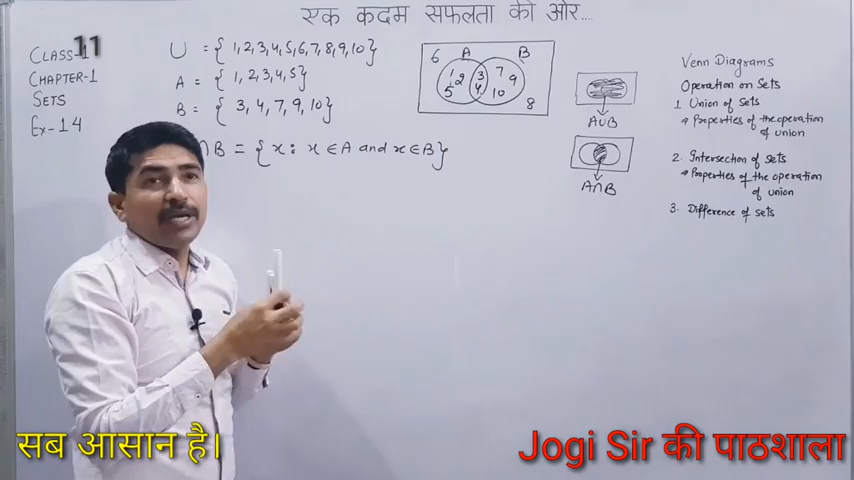 एक कदम सफलता की ओर....
CLASS-11
CHAPTER-1
SETS
Ex-14
U = {1,2,3,4,5,6,7,8,9,10}
A = {1,2,3,4,5}
B = {3,4,7,9,10}
∩B = {x: x∈A and x∈B}
6 A B
1 2 3 7 9
5 4 10
8
A∪B
A∩B
Venn Diagrams
Operation on Sets
1. Union of Sets
→ Properties of the operation
of union
2. Intersection of Sets
→ Properties of the operation
of union
3. Difference of sets
सब आसान है।
Jogi Sir की पाठशाला